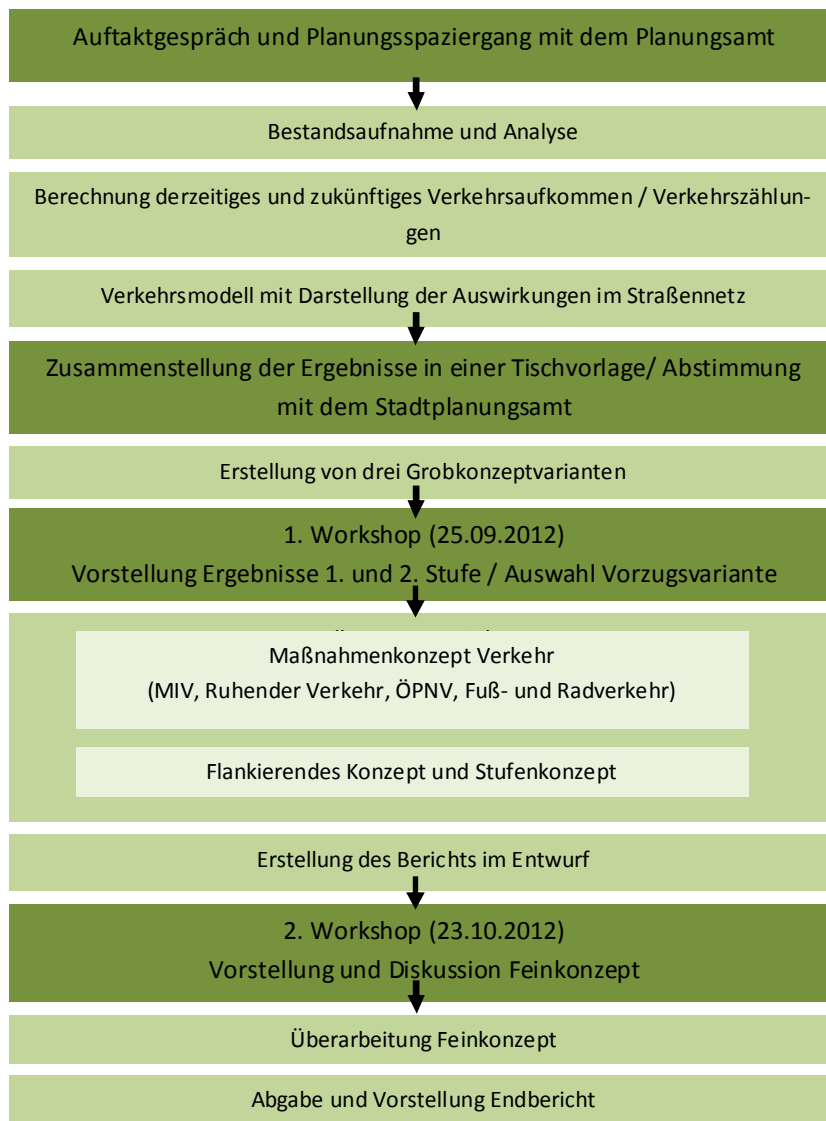 Auftaktgespräch und Planungsspaziergang mit dem Planungsamt
Bestandsaufnahme und Analyse
Berechnung derzeitiges und zukünftiges Verkehrsaufkommen / Verkehrszählun-
gen
Verkehrsmodell mit Darstellung der Auswirkungen im Straßennetz
Zusammenstellung der Ergebnisse in einer Tischvorlage/ Abstimmung
mit dem Stadtplanungsamt
Erstellung von drei Grobkonzeptvarianten
1. Workshop (25.09.2012)
Vorstellung Ergebnisse 1. und 2. Stufe / Auswahl Vorzugsvariante
Maßnahmenkonzept Verkehr
(MIV, Ruhender Verkehr, ÖPNV, Fuß- und Radverkehr)
Flankierendes Konzept und Stufenkonzept
Erstellung des Berichts im Entwurf
2. Workshop (23.10.2012)
Vorstellung und Diskussion Feinkonzept
Überarbeitung Feinkonzept
Abgabe und Vorstellung Endbericht